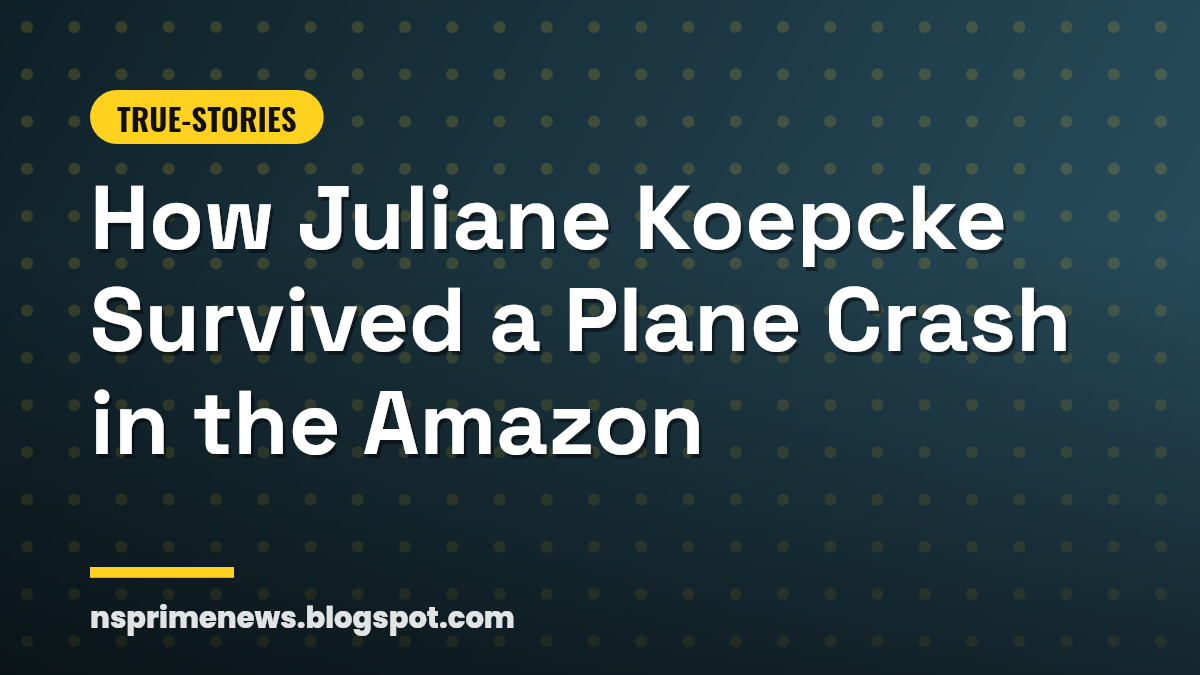 TRUE-STORIES
How Juliane Koepcke
Survived a Plane Crash
in the Amazon
nsprimenews.blogspot.com